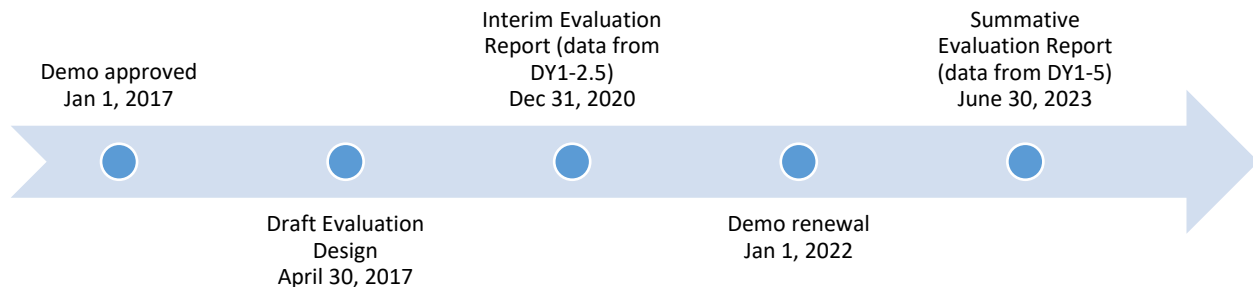 Demo approved
Jan 1, 2017
Draft Evaluation
Design
April 30, 2017
Interim Evaluation
Report (data from
DY1-2.5)
Dec 31, 2020
Demo renewal
Jan 1, 2022
Summative
Evaluation Report
(data from DY1-5)
June 30, 2023